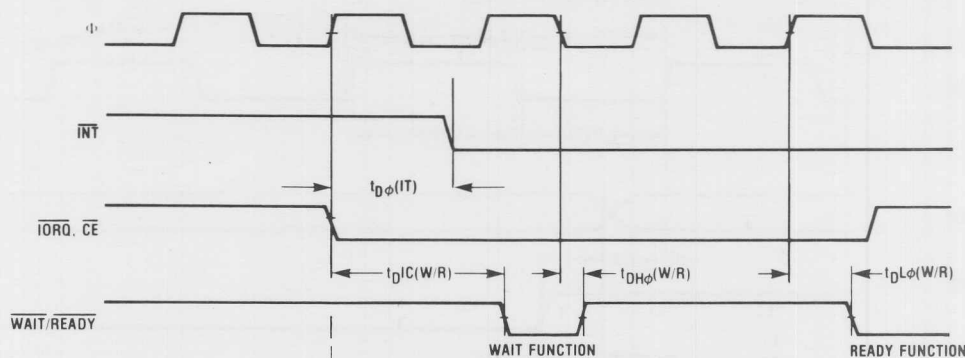 Φ
INT
tDΦ(IT)
IORQ, CE
tDIC(W/R)
tDHΦ(W/R)
tDLΦ(W/R)
WAIT/READY
WAIT FUNCTION
READY FUNCTION